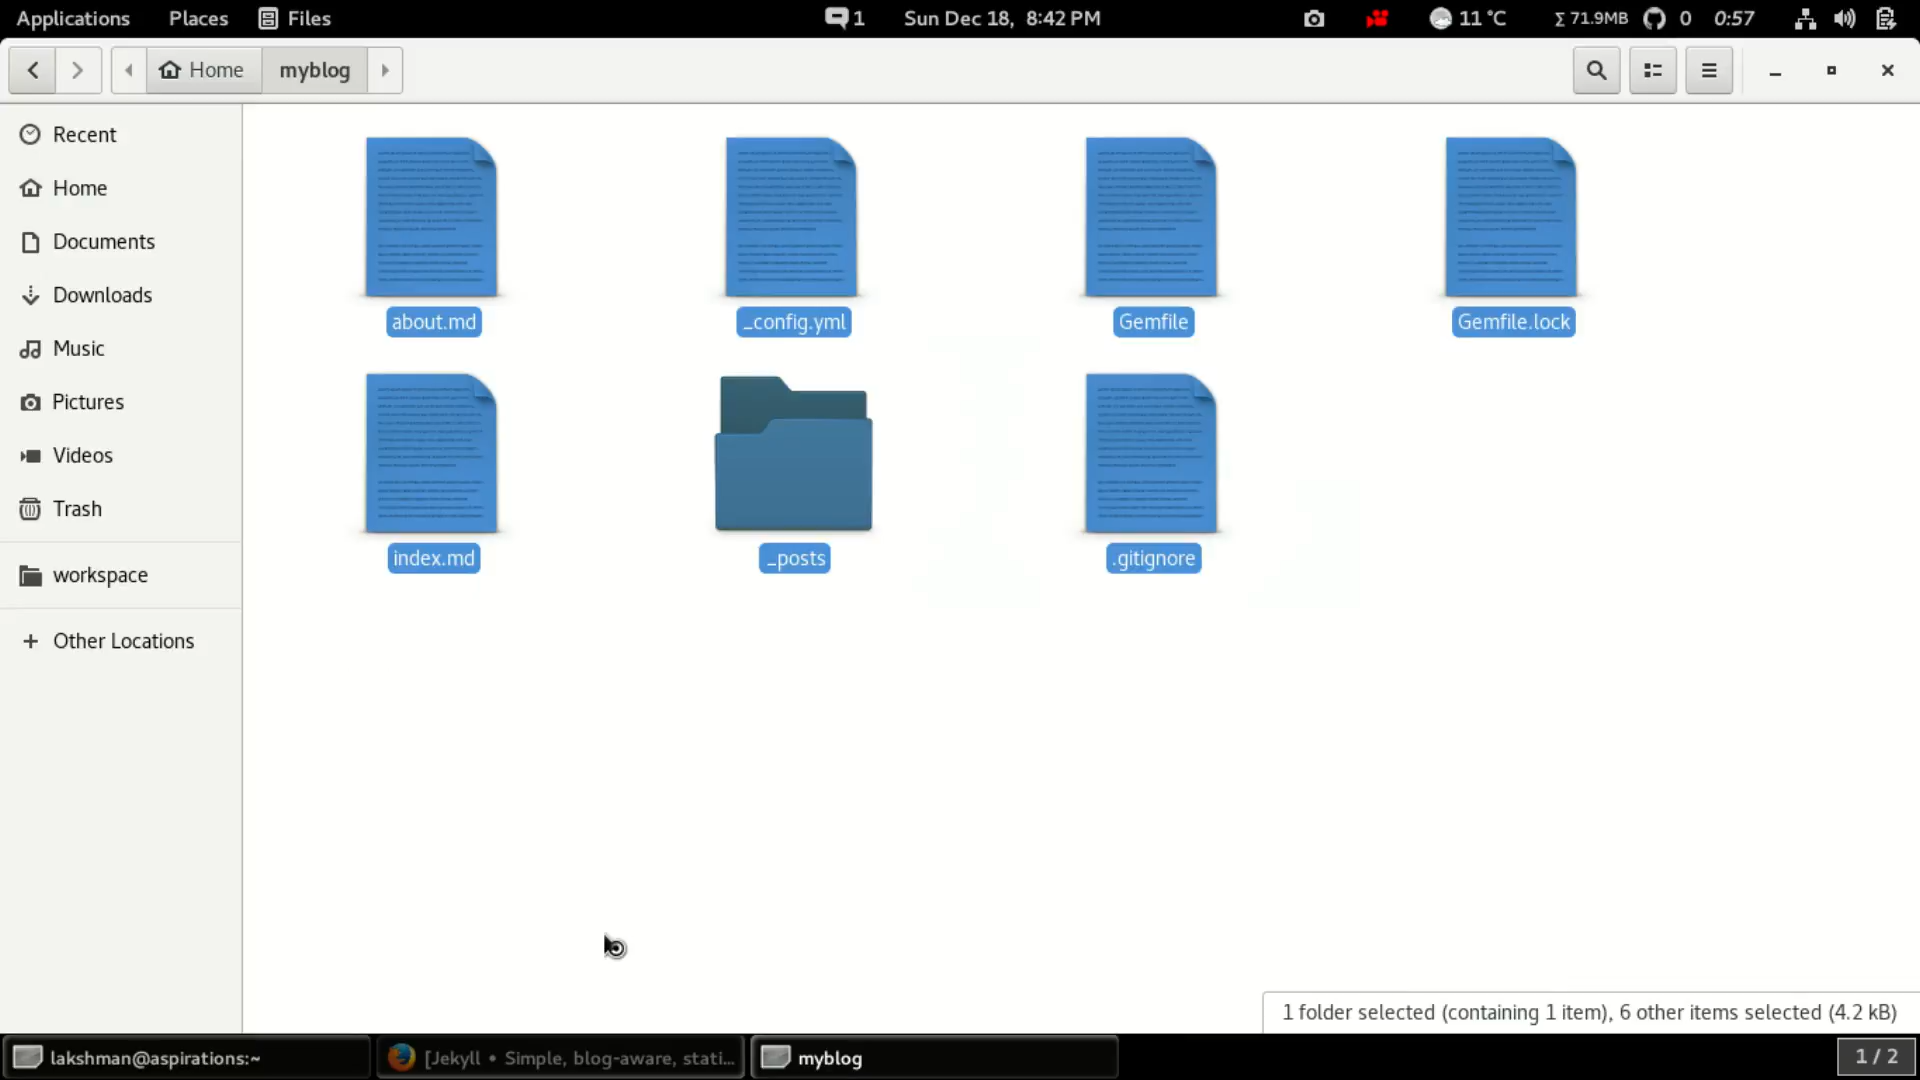 Applications Places Files 1 Sun Dec 18, 8:42 PM 11 °C Σ 71.9MB 0 0:57
Home myblog
Recent
Home
Documents
Downloads
Music
Pictures
Videos
Trash
workspace
Other Locations
about.md _config.yml Gemfile Gemfile.lock
index.md _posts .gitignore
1 folder selected (containing 1 item), 6 other items selected (4.2 kB)
lakshman@aspirations:~ [Jekyll • Simple, blog-aware, stati... myblog 1 / 2